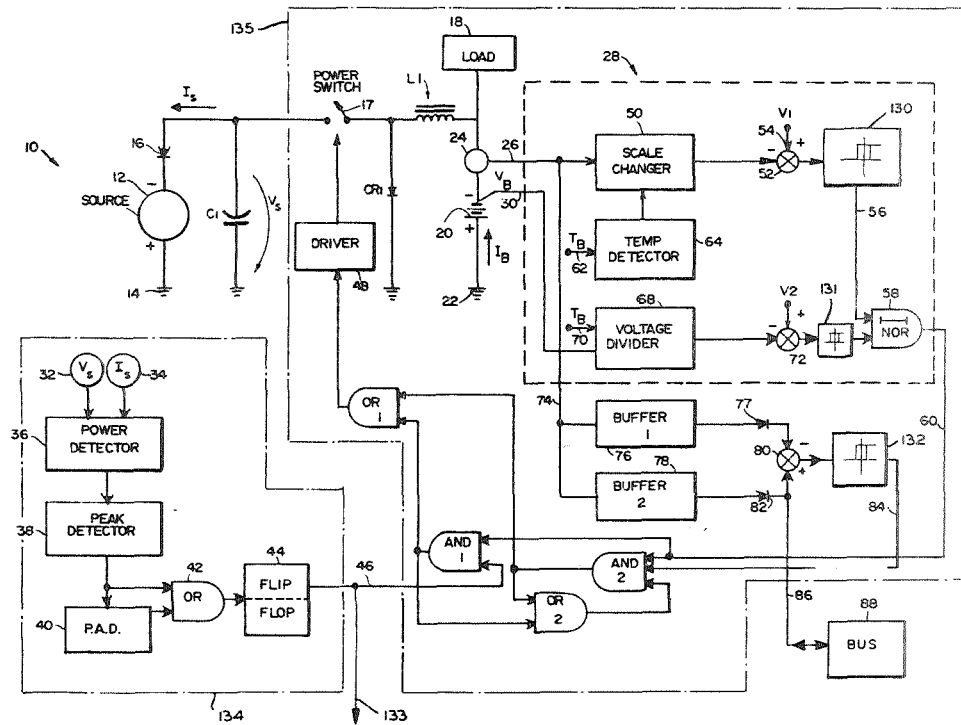 135
18
LOAD
POWER
SWITCH
17
L1
Is
10
16
12
SOURCE
-
+
14
C1
Vs
CR1
DRIVER
48
24
26
VB
30
-
20
+
IB
22
28
50
SCALE
CHANGER
V1
54
-
+
52
130
56
TB
62
TEMP
DETECTOR
64
68
TB
70
VOLTAGE
DIVIDER
V2
-
+
72
131
58
NOR
60
74
BUFFER
1
76
77
78
BUFFER
2
82
80
-
+
132
84
86
88
BUS
32
Vs
Is
34
36
POWER
DETECTOR
38
PEAK
DETECTOR
40
P.A.D.
42
OR
44
FLIP
FLOP
46
OR
1
AND
1
AND
2
OR
2
134
133